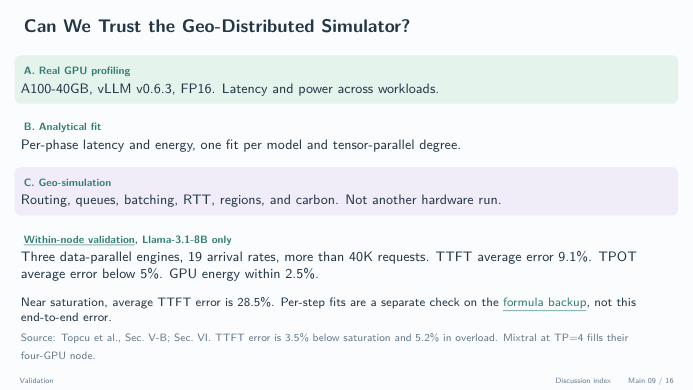 Can We Trust the Geo-Distributed Simulator?
A. Real GPU profiling
A100-40GB, vLLM v0.6.3, FP16. Latency and power across workloads.
B. Analytical fit
Per-phase latency and energy, one fit per model and tensor-parallel degree.
C. Geo-simulation
Routing, queues, batching, RTT, regions, and carbon. Not another hardware run.
Within-node validation, Llama-3.1-8B only
Three data-parallel engines, 19 arrival rates, more than 40K requests. TTFT average error 9.1%. TPOT
average error below 5%. GPU energy within 2.5%.
Near saturation, average TTFT error is 28.5%. Per-step fits are a separate check on the formula backup, not this
end-to-end error.
Source: Topcu et al., Sec. V-B; Sec. VI. TTFT error is 3.5% below saturation and 5.2% in overload. Mixtral at TP=4 fills their
four-GPU node.
Validation
Discussion index
Main 09 / 16